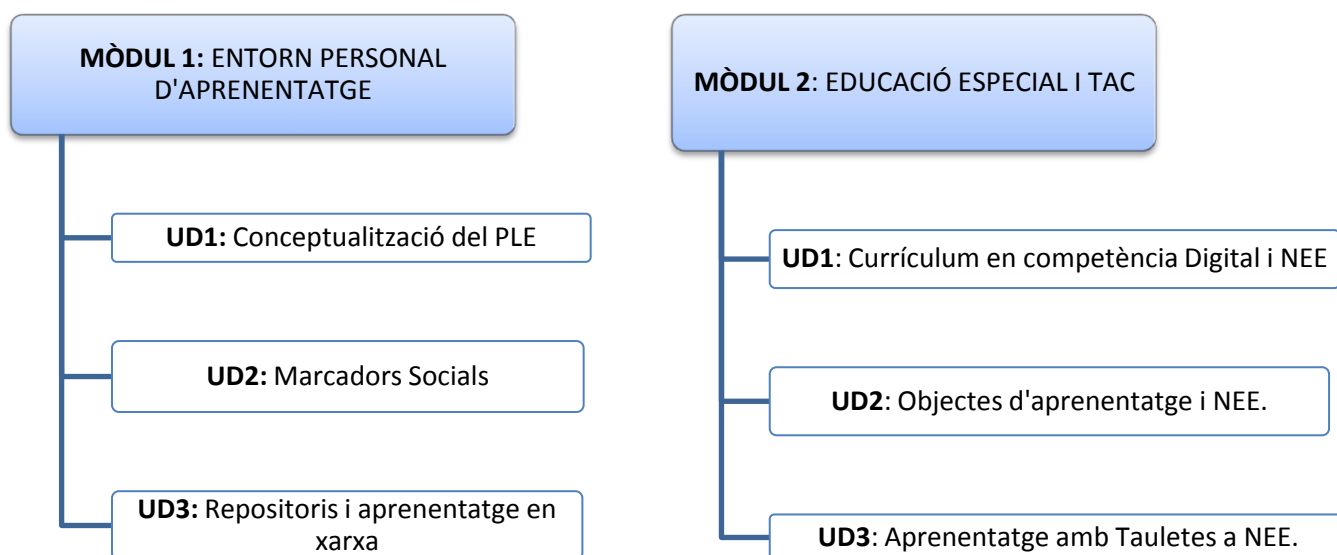 MÒDUL 1: ENTORN PERSONAL
D'APRENENTATGE
UD1: Conceptualització del PLE
UD2: Marcadors Socials
UD3: Repositoris i aprenentatge en
xarxa
MÒDUL 2: EDUCACIÓ ESPECIAL I TAC
UD1: Currículum en competència Digital i NEE
UD2: Objectes d'aprenentatge i NEE.
UD3: Aprenentatge amb Tauletes a NEE.